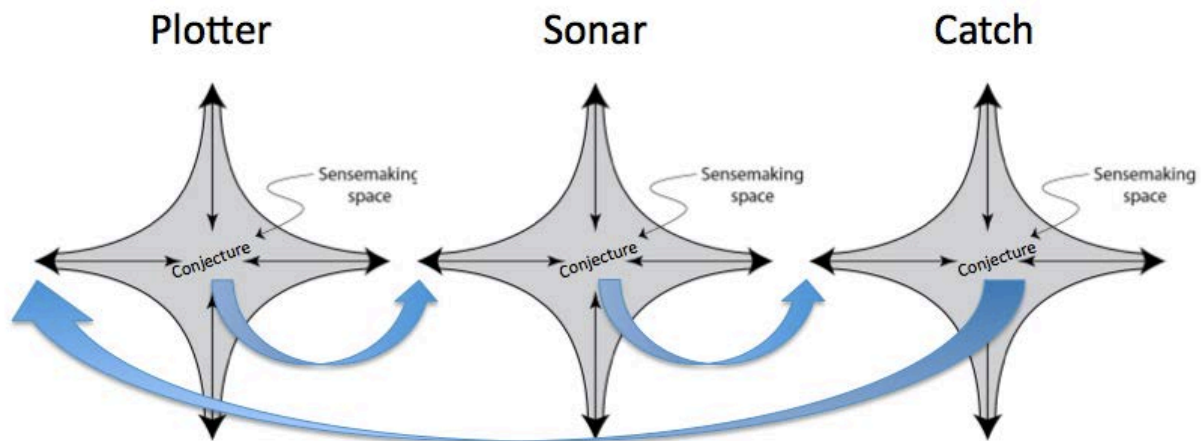 Plotter
Sonar
Catch
Sensemaking
space
Conjecture
Sensemaking
space
Conjecture
Sensemaking
space
Conjecture